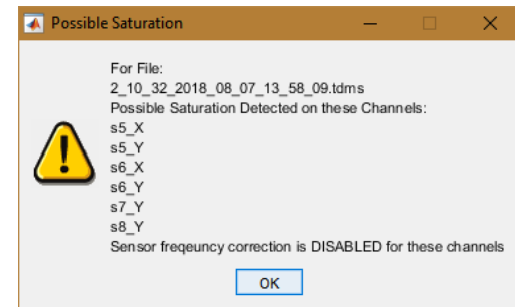 Possible Saturation
For File:
2_10_32_2018_08_07_13_58_09.tdms
Possible Saturation Detected on these Channels:
s5_X
s5_Y
s6_X
s6_Y
s7_Y
s8_Y
Sensor freqeuncy correction is DISABLED for these channels
OK